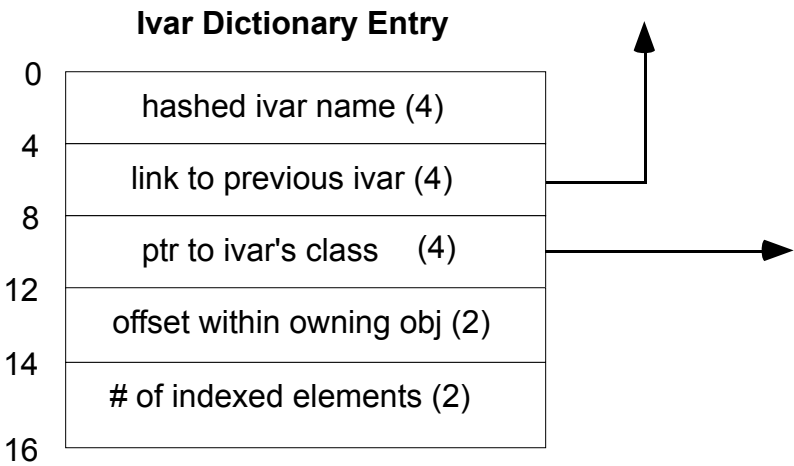 Ivar Dictionary Entry
0
hashed ivar name (4)
4
link to previous ivar (4)
8
ptr to ivar's class (4)
12
offset within owning obj (2)
14
# of indexed elements (2)
16